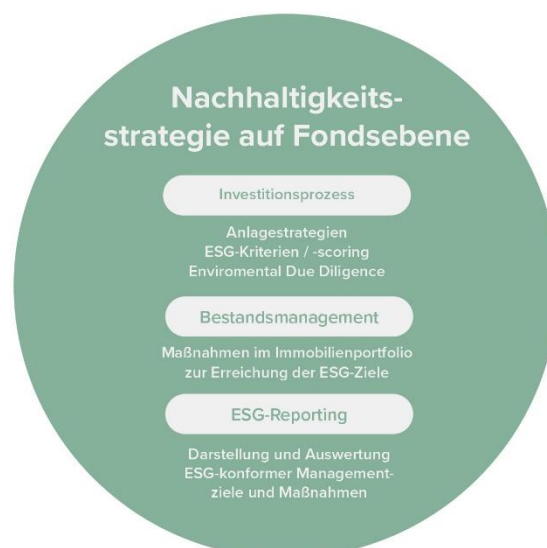 Nachhaltigkeits-
strategie auf Fondsebene
Investitionsprozess
Anlagestrategien
ESG-Kriterien / -scoring
Enviromental Due Diligence
Bestandsmanagement
Maßnahmen im Immobilienportfolio
zur Erreichung der ESG-Ziele
ESG-Reporting
Darstellung und Auswertung
ESG-konformer Management-
ziele und Maßnahmen